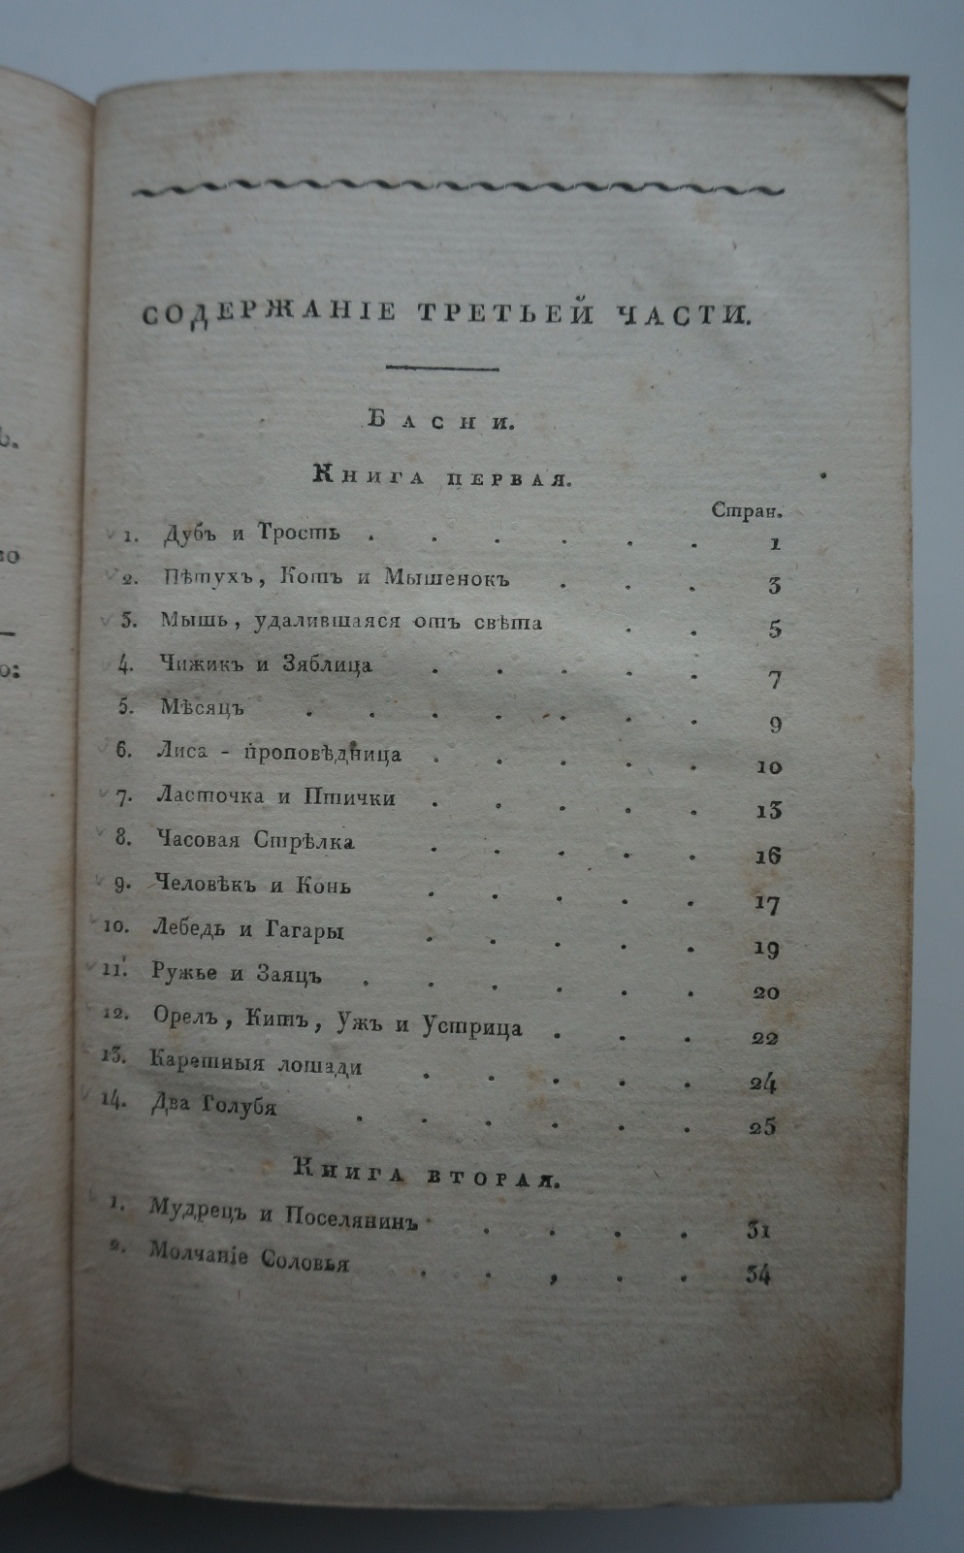 СОДЕРЖАНІЕ ТРЕТЬЕЙ ЧАСТИ.
Басни.
Книга первая.
Стран.
1. Дубъ и Трость . . . . . . 1
2. Пѣтухъ, Котъ и Мышенокъ . . . 3
3. Мышь, удалившаяся отъ свѣта . . 5
4. Чижикъ и Зяблица . . . . . 7
5. Мѣсяцъ . . . . . . . 9
6. Лиса - проповѣдница . . . . . 10
7. Ласточка и Птички . . . . . 13
8. Часовая Стрѣлка . . . . . 16
9. Человѣкъ и Конь . . . . . 17
10. Лебедь и Гагары . . . . . 19
11. Ружье и Заяцъ . . . . . . 20
12. Орелъ, Китъ, Ужъ и Устрица . . . 22
13. Каретныя лошади . . . . . 24
14. Два Голубя . . . . . . 25
Книга вторая.
1. Мудрецъ и Поселянинъ . . . . 31
2. Молчаніе Соловья . . , . . 34